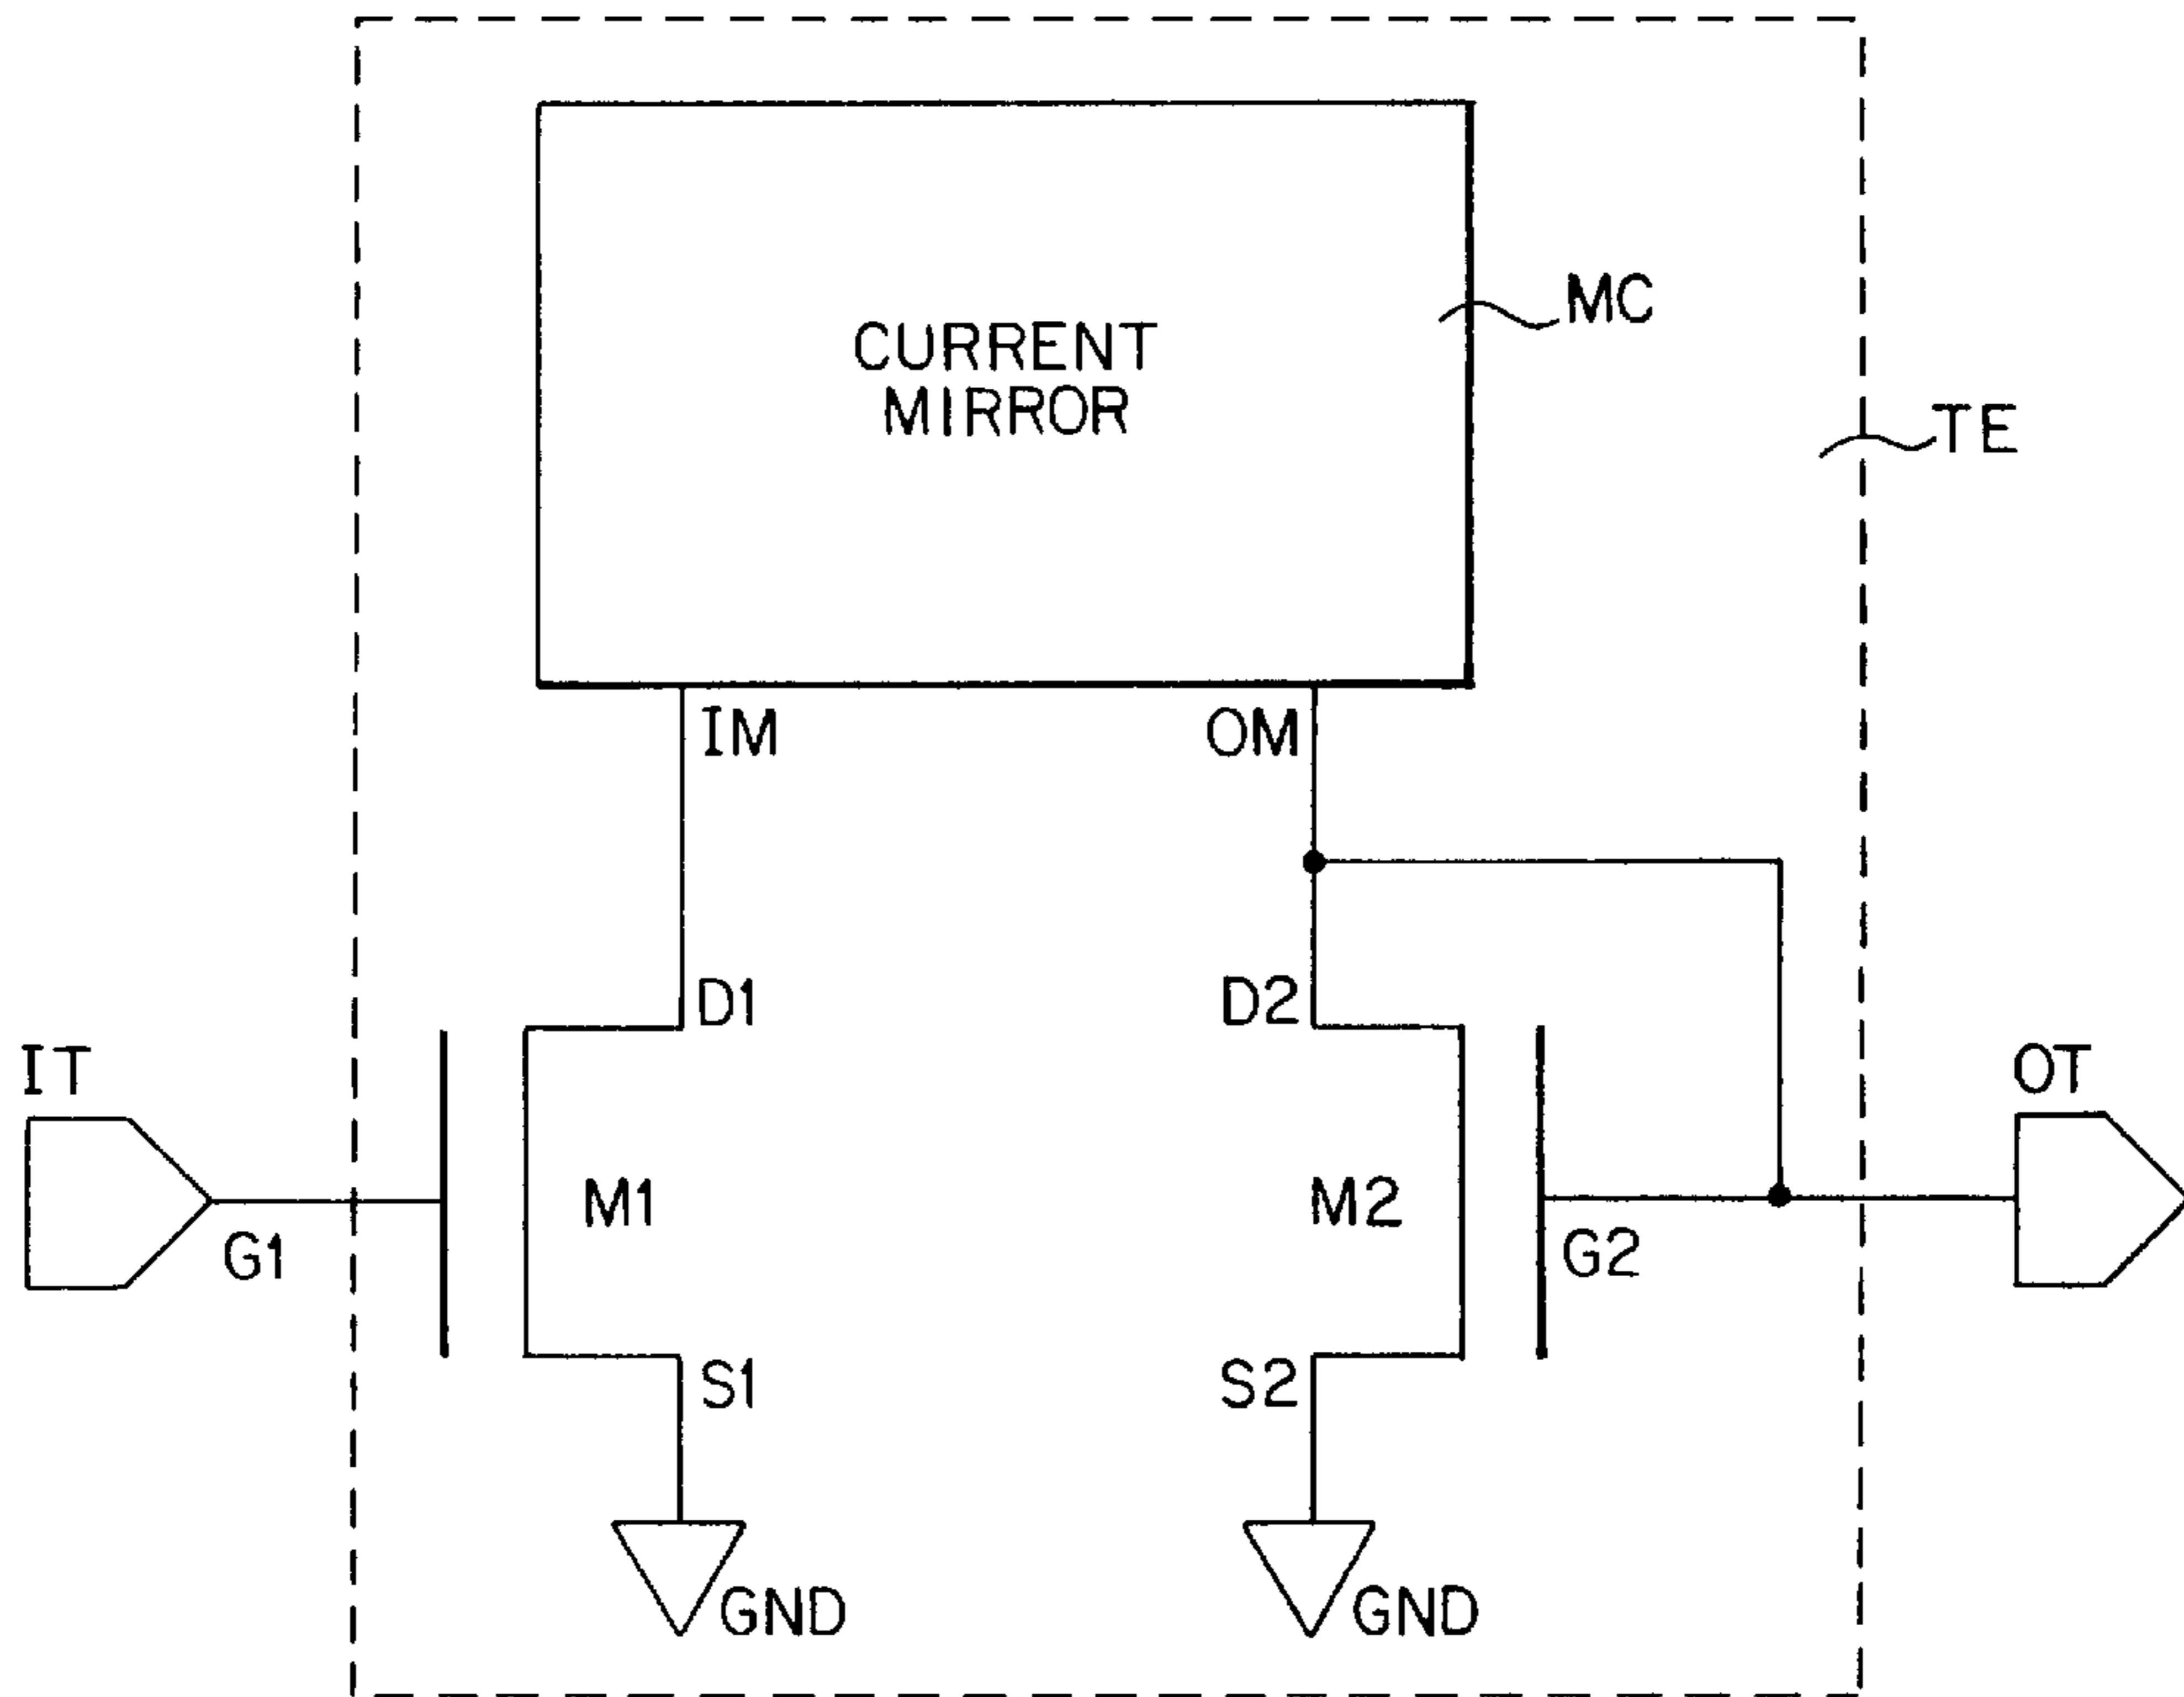 CURRENT
MIRROR
MC
TE
IM
OM
D1
D2
IT
OT
M1
M2
G1
G2
S1
S2
GND
GND